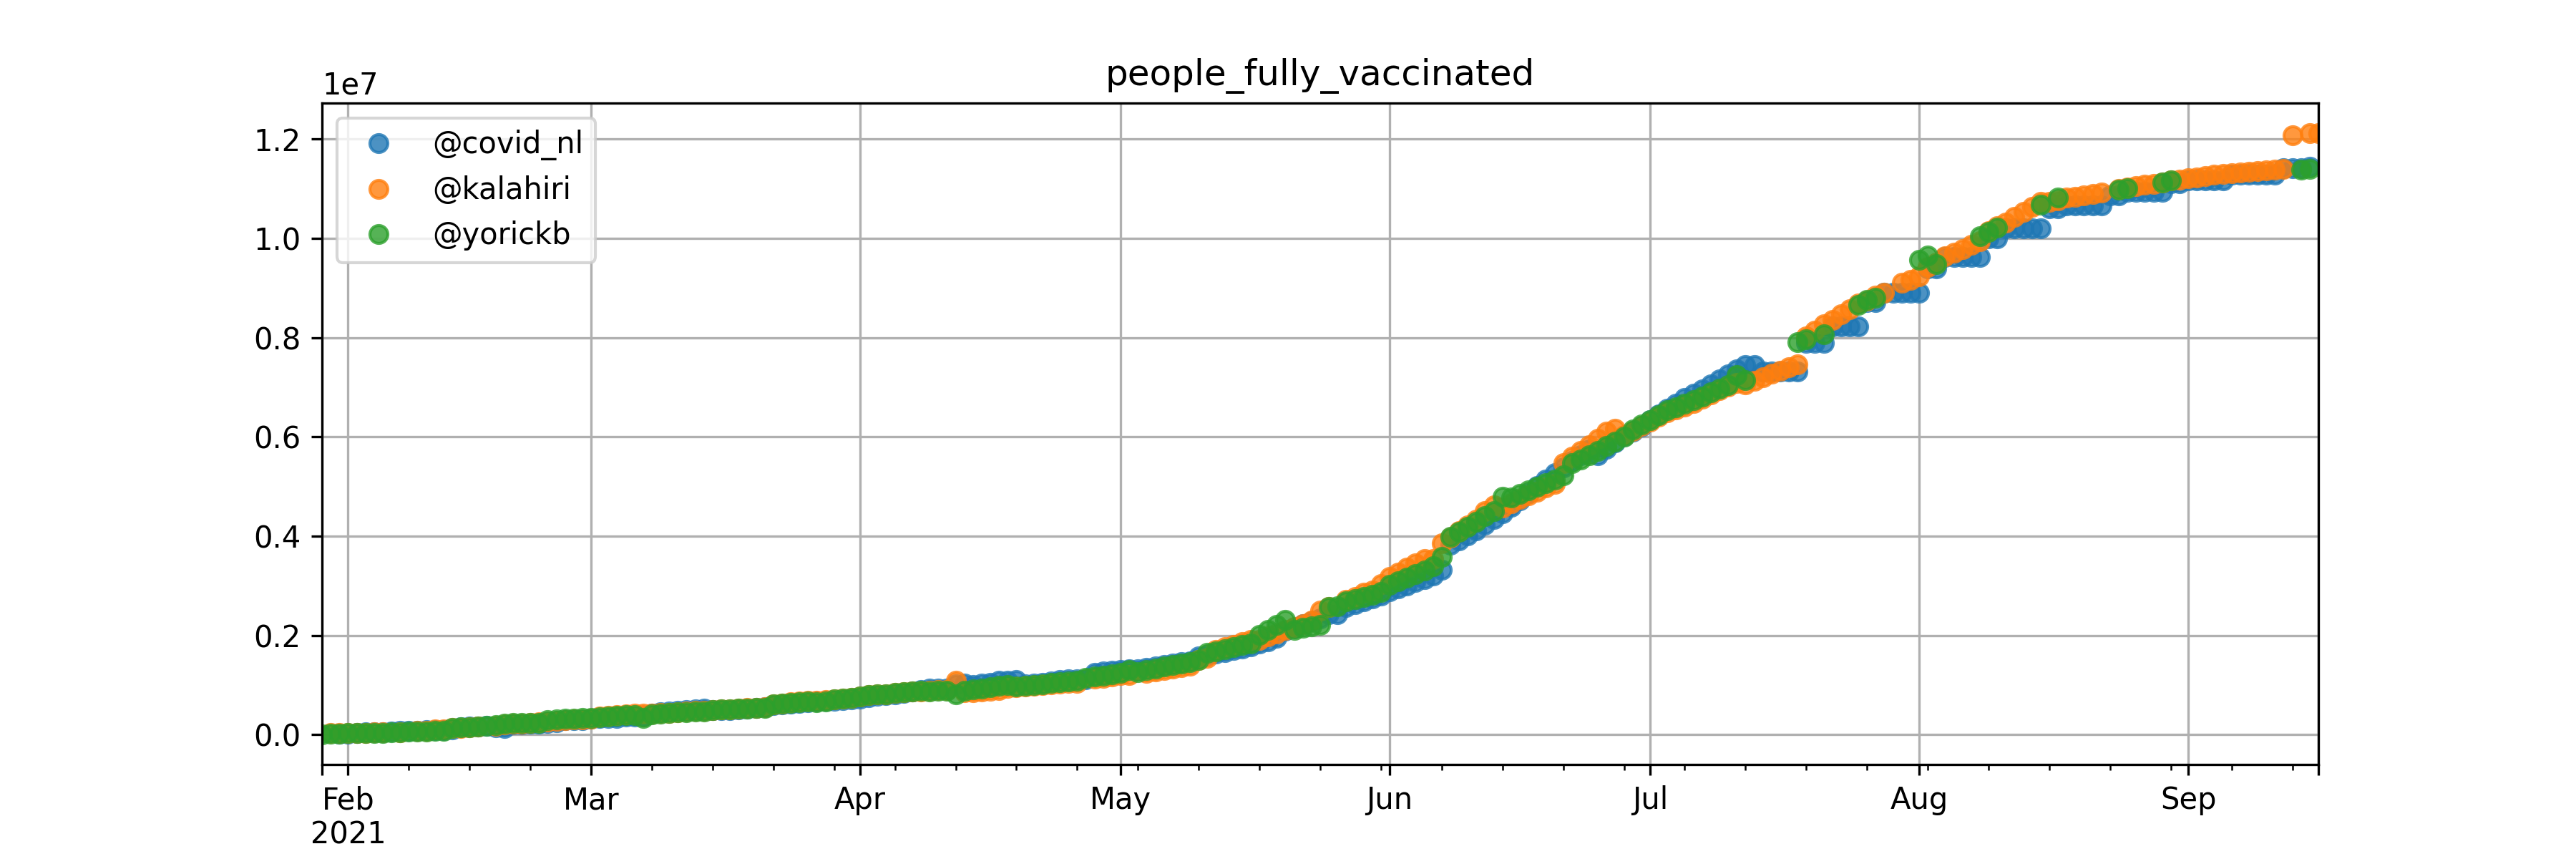 people_fully_vaccinated
1e7
1.2
1.0
0.8
0.6
0.4
0.2
0.0
@covid_nl
@kalahiri
@yorickb
Feb Mar Apr May Jun Jul Aug Sep
2021